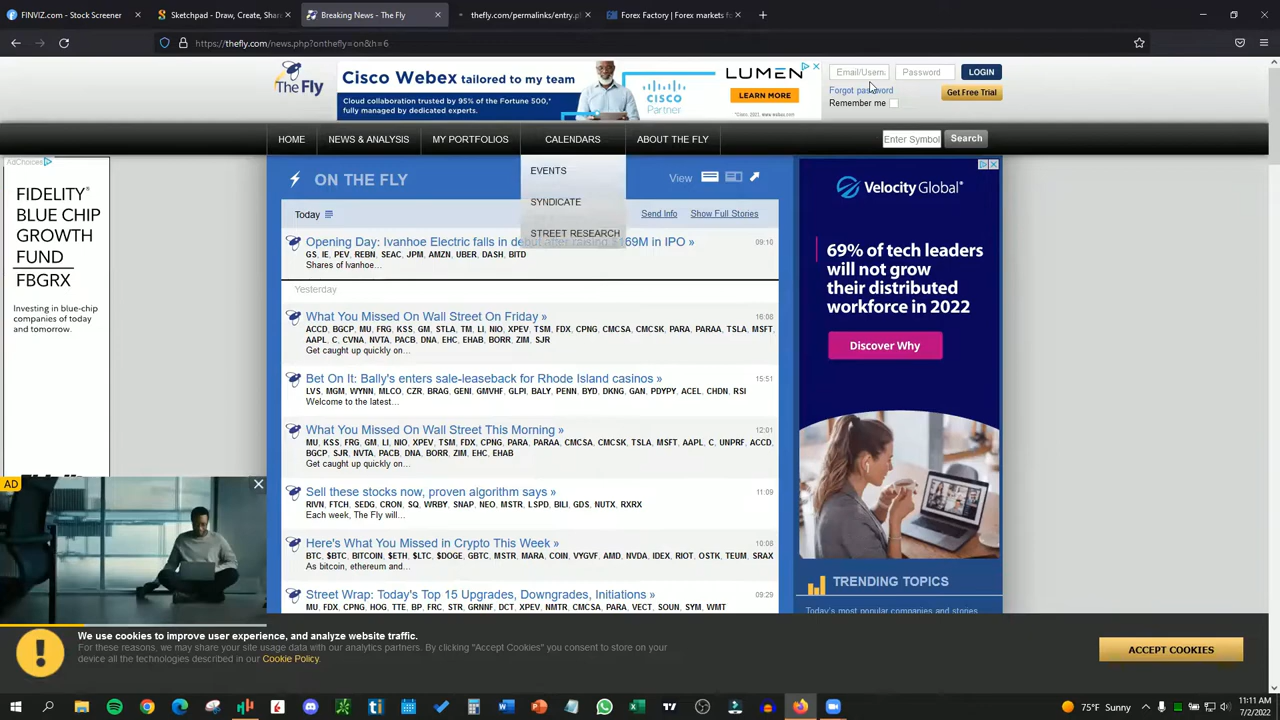 FINVIZ.com - Stock Screener
Sketchpad - Draw, Create, Share
Breaking News - The Fly
thefly.com/permalinks/entry.ph
Forex Factory | Forex markets fo
https://thefly.com/news.php?onthefly=on&h=6
The Fly
Cisco Webex tailored to my team
Cloud collaboration trusted by 95% of the Fortune 500,*
fully managed by dedicated experts.
CISCO
Partner
LUMEN
LEARN MORE
*Cisco, 2021, www.webex.com
Email/Usern
Password
LOGIN
Forgot password
Remember me
Get Free Trial
HOME
NEWS & ANALYSIS
MY PORTFOLIOS
CALENDARS
ABOUT THE FLY
Enter Symbol
Search
EVENTS
SYNDICATE
STREET RESEARCH
AdChoices
FIDELITY®
BLUE CHIP
GROWTH
FUND
FBGRX
Investing in blue-chip
companies of today
and tomorrow.
ON THE FLY
View
Today
Send Info
Show Full Stories
Opening Day: Ivanhoe Electric falls in debut after raising $169M in IPO »
09:10
GS, IE, PEV, REBN, SEAC, JPM, AMZN, UBER, DASH, BITD
Shares of Ivanhoe...
Yesterday
What You Missed On Wall Street On Friday »
16:06
ACCD, BGCP, MU, FRG, KSS, GM, STLA, TM, LI, NIO, XPEV, TSM, FDX, CPNG, CMCSA, CMCSK, PARA, PARAA, TSLA, MSFT,
AAPL, C, CVNA, NVTA, PACB, DNA, EHC, EHAB, BORR, ZIM, SJR
Get caught up quickly on...
Bet On It: Bally's enters sale-leaseback for Rhode Island casinos »
15:51
LVS, MGM, WYNN, MLCO, CZR, BRAG, GENI, GMVHF, GLPI, BALY, PENN, BYD, DKNG, GAN, PDYPY, ACEL, CHDN, RSI
Welcome to the latest...
What You Missed On Wall Street This Morning »
12:01
MU, KSS, FRG, GM, LI, NIO, XPEV, TSM, FDX, CPNG, PARA, PARAA, CMCSA, CMCSK, TSLA, MSFT, AAPL, C, UNPRF, ACCD,
BGCP, SJR, NVTA, PACB, DNA, BORR, ZIM, EHC, EHAB
Get caught up quickly on...
Sell these stocks now, proven algorithm says »
11:09
RIVN, FTCH, SEDG, CRON, SQ, WRBY, SNAP, NEO, MSTR, LSPD, BILI, GDS, NUTX, RXRX
Each week, The Fly will...
Here's What You Missed in Crypto This Week »
10:08
BTC, $BTC, BITCOIN, $ETH, $LTC, $DOGE, GBTC, MSTR, MARA, COIN, VYGVF, AMD, NVDA, IDEX, RIOT, OSTK, TEUM, SRAX
As bitcoin, ethereum and...
Street Wrap: Today's Top 15 Upgrades, Downgrades, Initiations »
09:29
MU, FDX, CPNG, HOG, TTE, BP, FRC, STR, GRNNF, DCT, XPEV, NMTR, CMCSA, PARA, VECT, SOUN, SYM, WMT
Velocity Global®
69% of tech leaders
will not grow
their distributed
workforce in 2022
Discover Why
TRENDING TOPICS
Today's most popular companies and stories
AD
We use cookies to improve user experience, and analyze website traffic.
For these reasons, we may share your site usage data with our analytics partners. By clicking "Accept Cookies" you consent to store on your
device all the technologies described in our Cookie Policy.
ACCEPT COOKIES
75°F Sunny
11:11 AM
7/2/2022